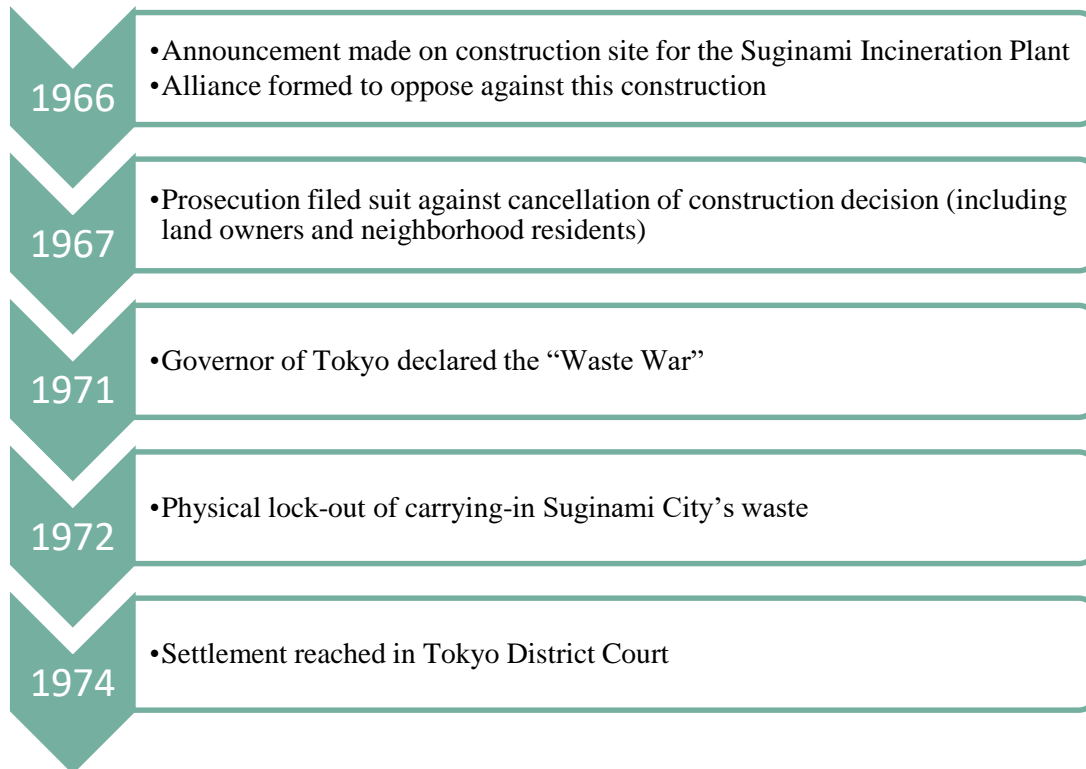 1966
•Announcement made on construction site for the Suginami Incineration Plant
•Alliance formed to oppose against this construction
1967
•Prosecution filed suit against cancellation of construction decision (including
land owners and neighborhood residents)
1971
•Governor of Tokyo declared the “Waste War”
1972
•Physical lock-out of carrying-in Suginami City’s waste
1974
•Settlement reached in Tokyo District Court